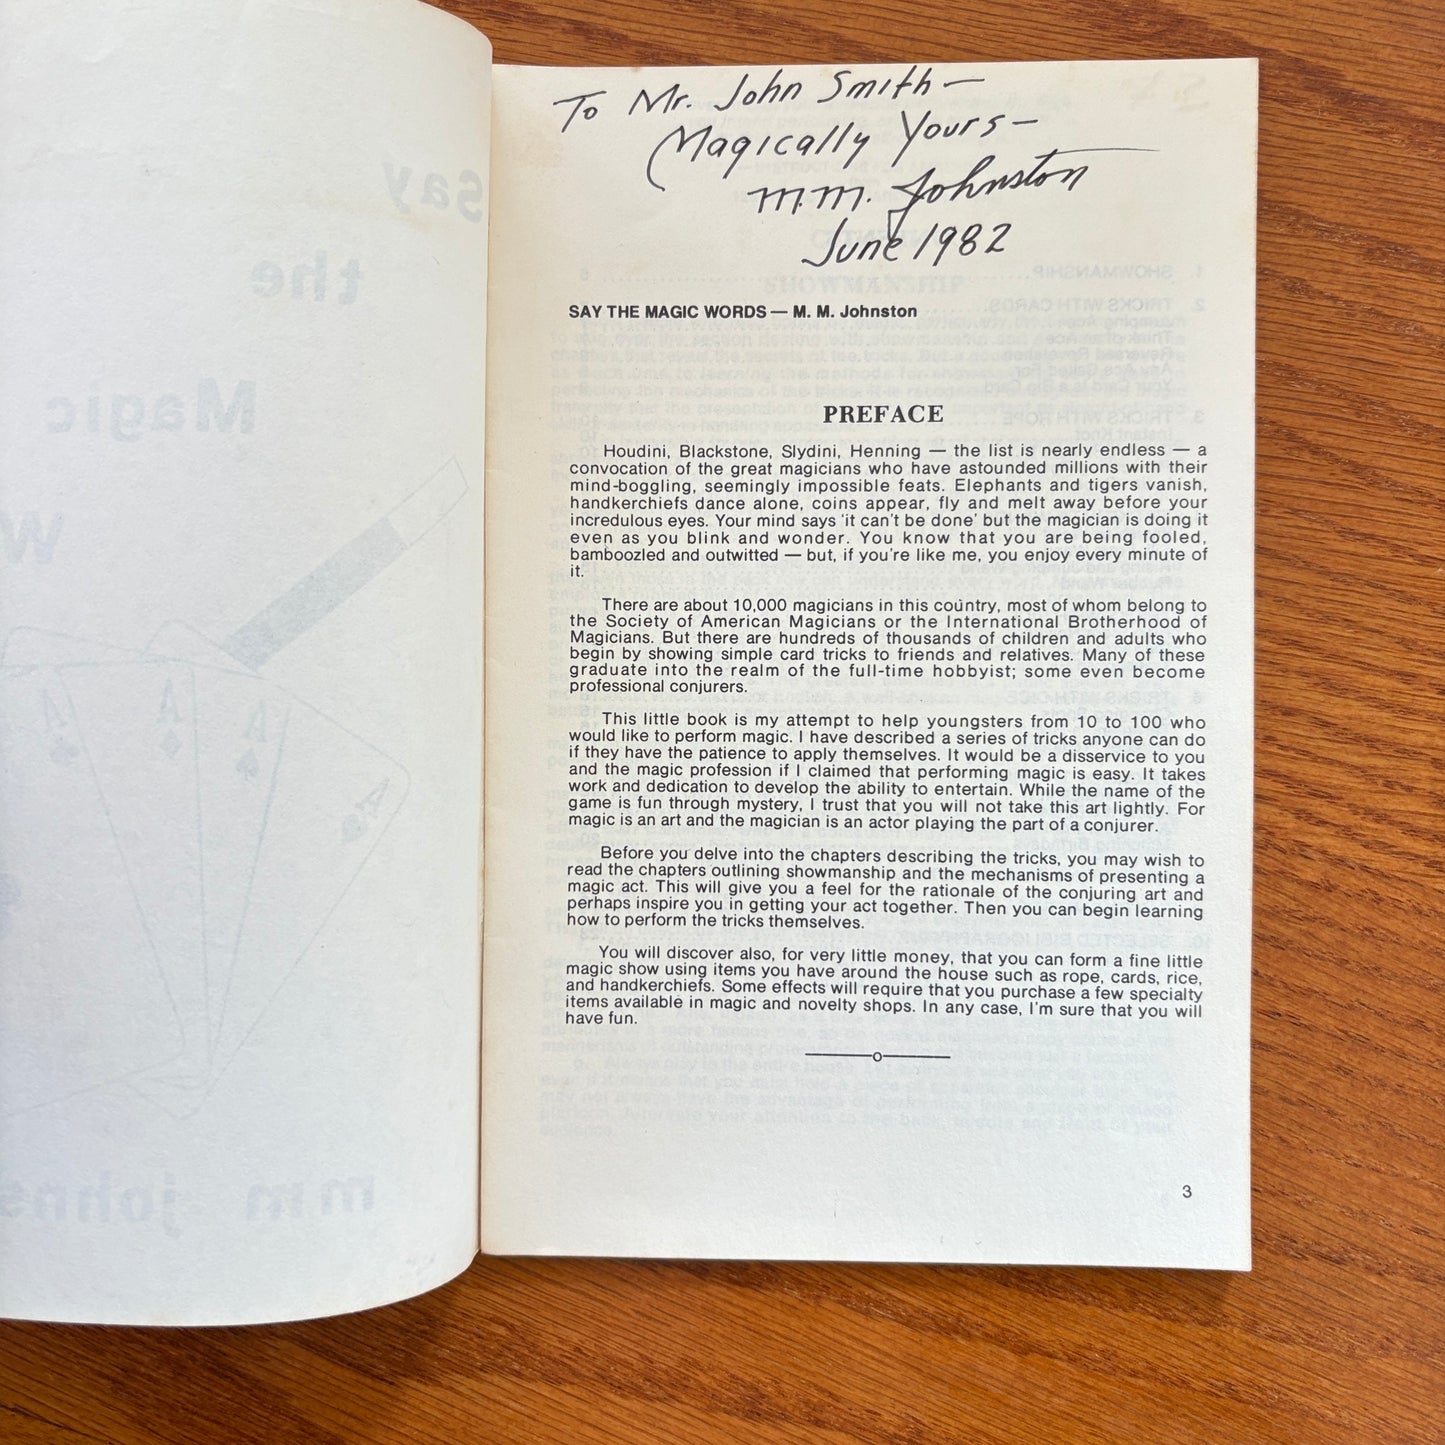 To Mr. John Smith —
Magically Yours —
M.M. Johnston
June 1982
SAY THE MAGIC WORDS — M. M. Johnston
PREFACE
Houdini, Blackstone, Slydini, Henning — the list is nearly endless — a
convocation of the great magicians who have astounded millions with their
mind-boggling, seemingly impossible feats. Elephants and tigers vanish,
handkerchiefs dance alone, coins appear, fly and melt away before your
incredulous eyes. Your mind says 'it can't be done' but the magician is doing it
even as you blink and wonder. You know that you are being fooled,
bamboozled and outwitted — but, if you're like me, you enjoy every minute of
it.
There are about 10,000 magicians in this country, most of whom belong to
the Society of American Magicians or the International Brotherhood of
Magicians. But there are hundreds of thousands of children and adults who
begin by showing simple card tricks to friends and relatives. Many of these
graduate into the realm of the full-time hobbyist; some even become
professional conjurers.
This little book is my attempt to help youngsters from 10 to 100 who
would like to perform magic. I have described a series of tricks anyone can do
if they have the patience to apply themselves. It would be a disservice to you
and the magic profession if I claimed that performing magic is easy. It takes
work and dedication to develop the ability to entertain. While the name of the
game is fun through mystery, I trust that you will not take this art lightly. For
magic is an art and the magician is an actor playing the part of a conjurer.
Before you delve into the chapters describing the tricks, you may wish to
read the chapters outlining showmanship and the mechanisms of presenting a
magic act. This will give you a feel for the rationale of the conjuring art and
perhaps inspire you in getting your act together. Then you can begin learning
how to perform the tricks themselves.
You will discover also, for very little money, that you can form a fine little
magic show using items you have around the house such as rope, cards, rice,
and handkerchiefs. Some effects will require that you purchase a few specialty
items available in magic and novelty shops. In any case, I'm sure that you will
have fun.
3